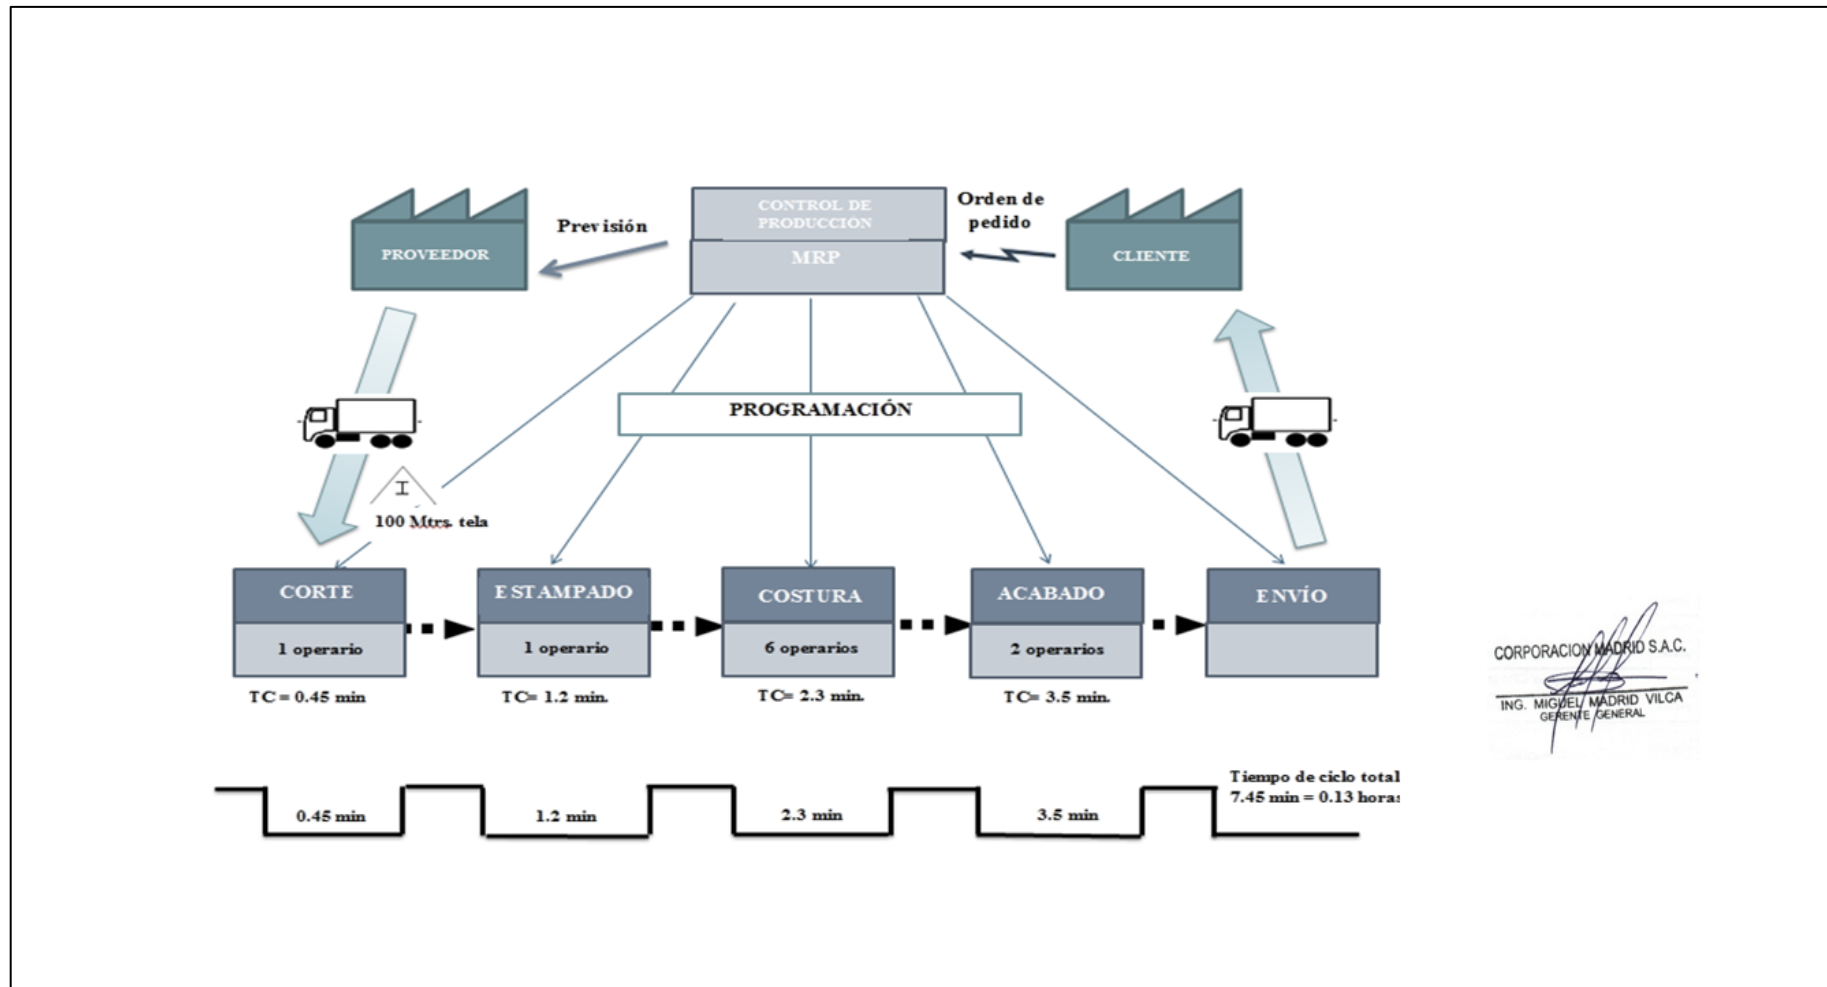 CONTROL DE
PRODUCCIÓN
MRP
Orden de
pedido
Previsión
PROVEEDOR
CLIENTE
PROGRAMACIÓN
I
100 Mtrs. tela
CORTE
ESTAMPADO
COSTURA
ACABADO
ENVÍO
1 operario
1 operario
6 operarios
2 operarios
TC = 0.45 min
TC= 1.2 min.
TC= 2.3 min.
TC= 3.5 min.
CORPORACION MADRID S.A.C.
ING. MIGUEL MADRID VILCA
GERENTE GENERAL
Tiempo de ciclo total
7.45 min = 0.13 horas
0.45 min
1.2 min
2.3 min
3.5 min